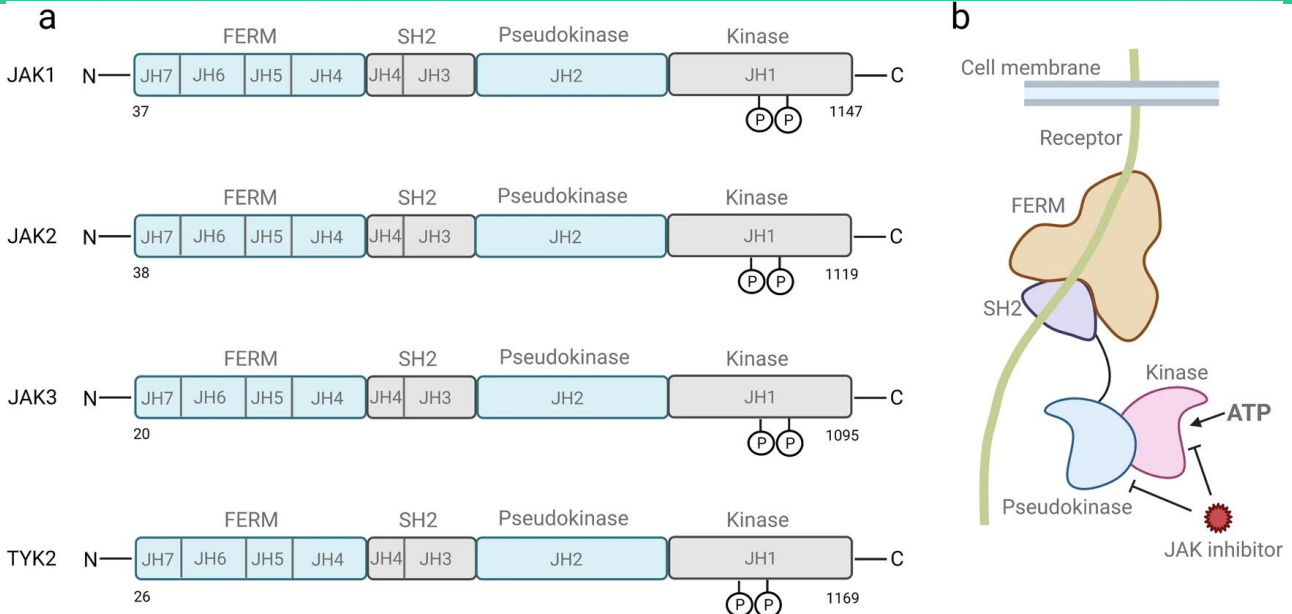 a
FERM SH2 Pseudokinase Kinase
JAK1 N JH7 JH6 JH5 JH4 JH4 JH3 JH2 JH1 C
37 P P 1147
FERM SH2 Pseudokinase Kinase
JAK2 N JH7 JH6 JH5 JH4 JH4 JH3 JH2 JH1 C
38 P P 1119
FERM SH2 Pseudokinase Kinase
JAK3 N JH7 JH6 JH5 JH4 JH4 JH3 JH2 JH1 C
20 P P 1095
FERM SH2 Pseudokinase Kinase
TYK2 N JH7 JH6 JH5 JH4 JH4 JH3 JH2 JH1 C
26 P P 1169
b
Cell membrane
Receptor
FERM
SH2
Kinase
ATP
Pseudokinase
JAK inhibitor